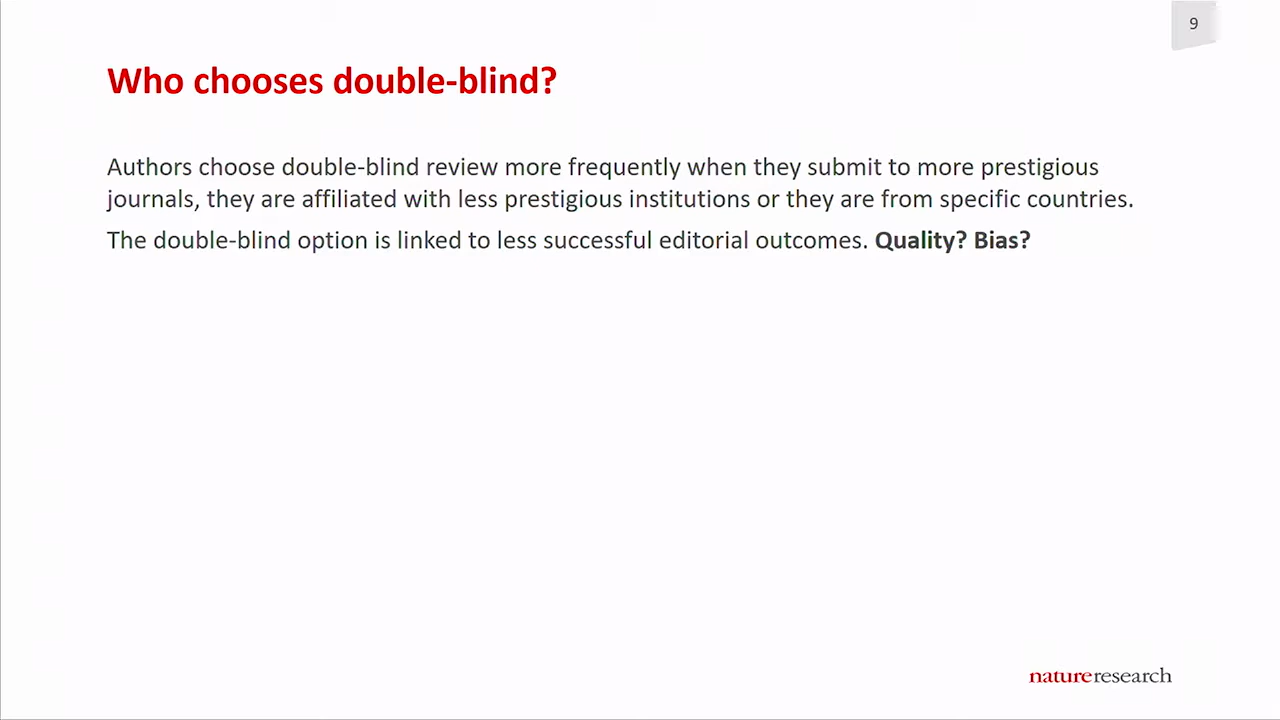 9
Who chooses double-blind?
Authors choose double-blind review more frequently when they submit to more prestigious
journals, they are affiliated with less prestigious institutions or they are from specific countries.
The double-blind option is linked to less successful editorial outcomes. Quality? Bias?
natureresearch